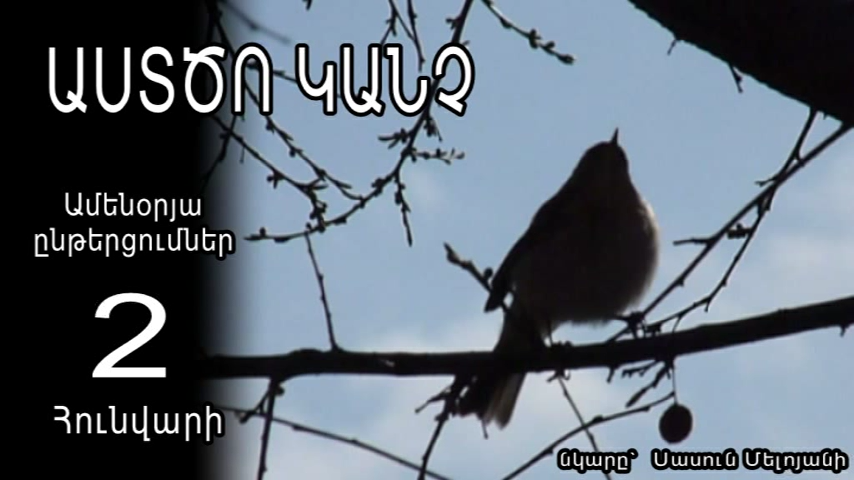 ԱՍՏԾՈ ԿԱՆՉ
Ամենօրյա
ընթերցումներ
2
Հունվարի
նկարը՝ Սասուն Մելոյանի